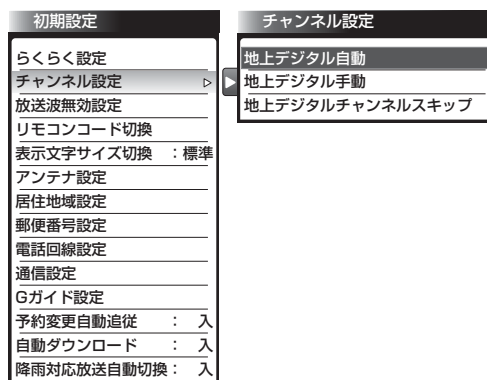 初期設定
らくらく設定
チャンネル設定
放送波無効設定
リモコンコード切換
表示文字サイズ切換 :標準
アンテナ設定
居住地域設定
郵便番号設定
電話回線設定
通信設定
Gガイド設定
予約変更自動追従 : 入
自動ダウンロード : 入
降雨対応放送自動切換: 入
チャンネル設定
地上デジタル自動
地上デジタル手動
地上デジタルチャンネルスキップ